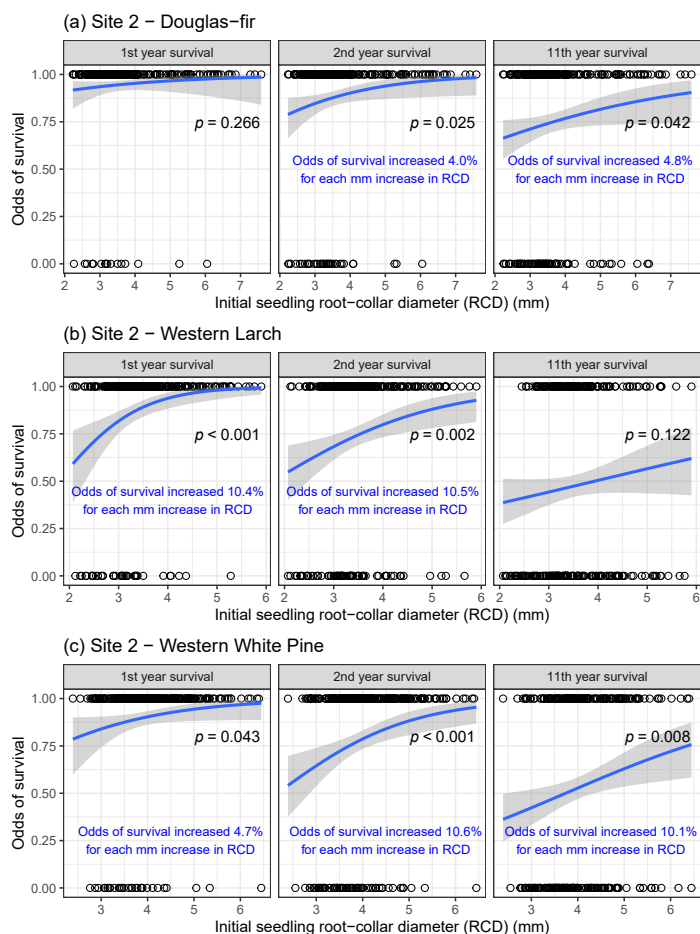 (a) Site 2 − Douglas−fir
1st year survival
2nd year survival
11th year survival
Odds of survival
1.00
0.75
0.50
0.25
0.00
p = 0.266
p = 0.025
p = 0.042
Odds of survival increased 4.0%
for each mm increase in RCD
Odds of survival increased 4.8%
for each mm increase in RCD
2 3 4 5 6 7
2 3 4 5 6 7
2 3 4 5 6 7
Initial seedling root−collar diameter (RCD) (mm)
(b) Site 2 − Western Larch
1st year survival
2nd year survival
11th year survival
Odds of survival
1.00
0.75
0.50
0.25
0.00
p < 0.001
p = 0.002
p = 0.122
Odds of survival increased 10.4%
for each mm increase in RCD
Odds of survival increased 10.5%
for each mm increase in RCD
2 3 4 5 6
2 3 4 5 6
2 3 4 5 6
Initial seedling root−collar diameter (RCD) (mm)
(c) Site 2 − Western White Pine
1st year survival
2nd year survival
11th year survival
Odds of survival
1.00
0.75
0.50
0.25
0.00
p = 0.043
p < 0.001
p = 0.008
Odds of survival increased 4.7%
for each mm increase in RCD
Odds of survival increased 10.6%
for each mm increase in RCD
Odds of survival increased 10.1%
for each mm increase in RCD
3 4 5 6
3 4 5 6
3 4 5 6
Initial seedling root−collar diameter (RCD) (mm)